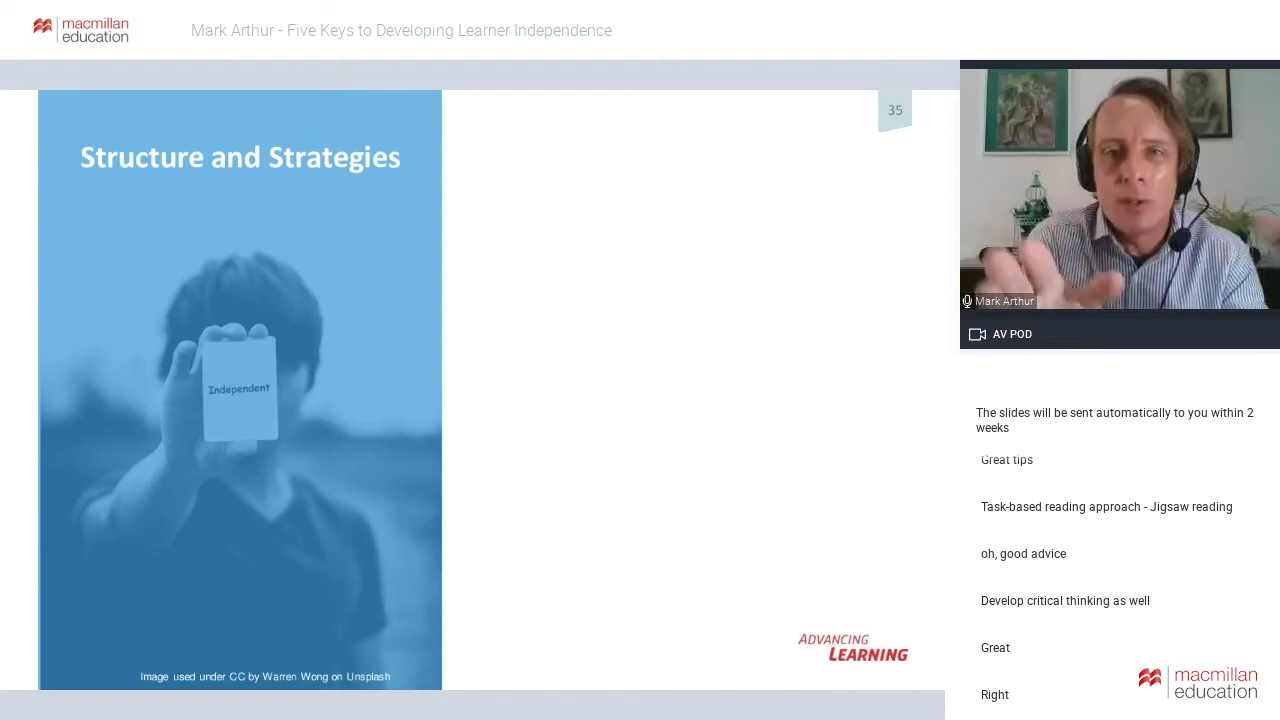 macmillan
education
Mark Arthur - Five Keys to Developing Learner Independence
35
Structure and Strategies
Independent
Image used under CC by Warren Wong on Unsplash
ADVANCING
LEARNING
Mark Arthur
AV POD
The slides will be sent automatically to you within 2
weeks
Great tips
Task-based reading approach - Jigsaw reading
oh, good advice
Develop critical thinking as well
Great
Right
macmillan
education